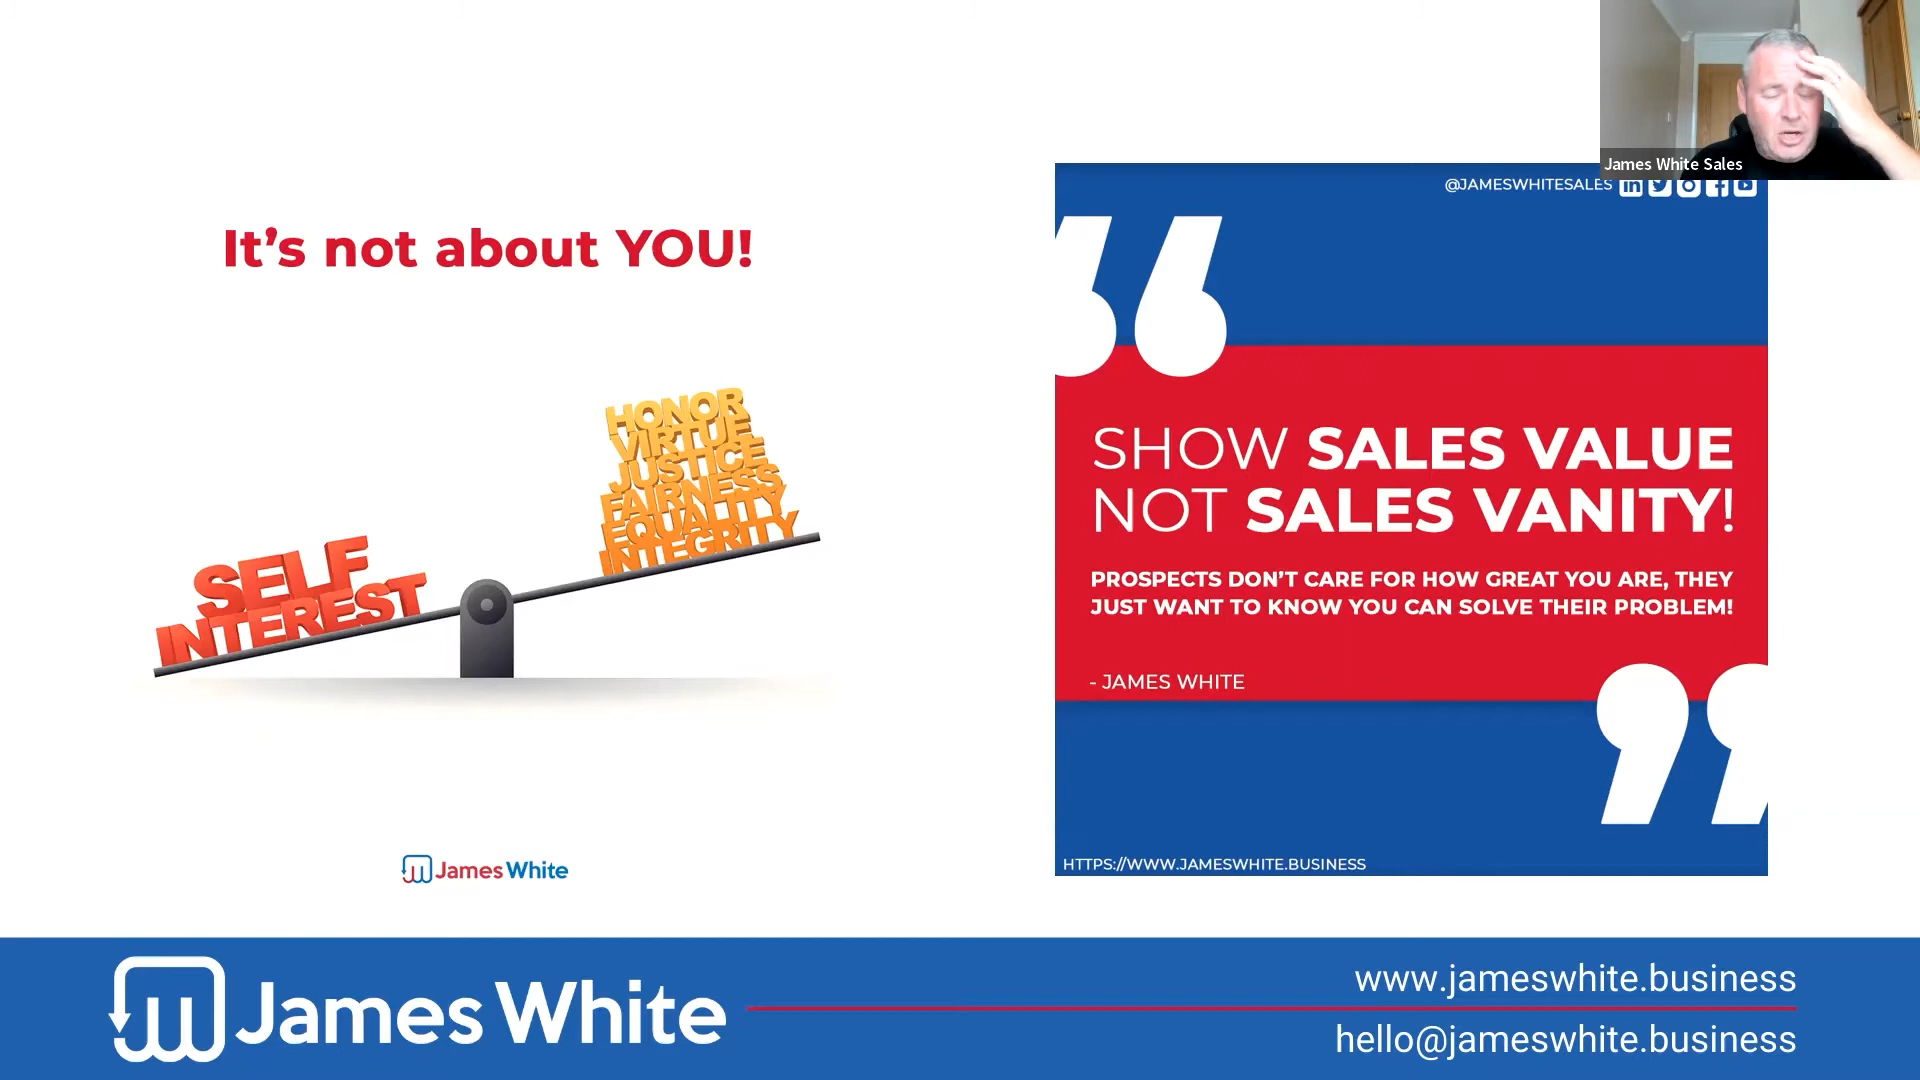 James White Sales
@JAMESWHITESALES
It's not about YOU!
HONOR
VIRTUE
JUSTICE
FAIRNESS
EQUALITY
INTEGRITY
SELF
INTEREST
James White
SHOW SALES VALUE
NOT SALES VANITY!
PROSPECTS DON'T CARE FOR HOW GREAT YOU ARE, THEY
JUST WANT TO KNOW YOU CAN SOLVE THEIR PROBLEM!
- JAMES WHITE
HTTPS://WWW.JAMESWHITE.BUSINESS
James White
www.jameswhite.business
hello@jameswhite.business